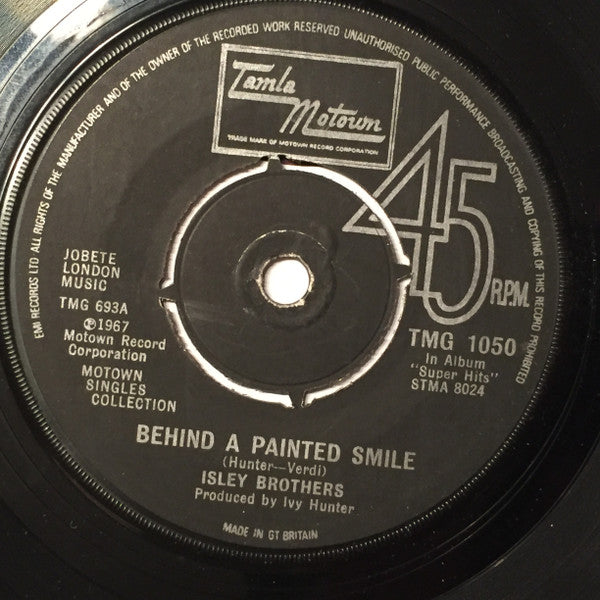 EMI RECORDS LTD ALL RIGHTS OF THE MANUFACTURER AND OF THE OWNER OF THE RECORDED WORK RESERVED UNAUTHORISED PUBLIC PERFORMANCE BROADCASTING AND COPYING OF THIS RECORD PROHIBITED
Tamla
Motown
TRADE MARK OF MOTOWN RECORD CORPORATION
45
R.P.M.
JOBETE
LONDON
MUSIC
TMG 693A
℗1967
Motown Record
Corporation
MOTOWN
SINGLES
COLLECTION
TMG 1050
In Album
"Super Hits"
STMA 8024
BEHIND A PAINTED SMILE
(Hunter—Verdi)
ISLEY BROTHERS
Produced by Ivy Hunter
MADE IN GT BRITAIN